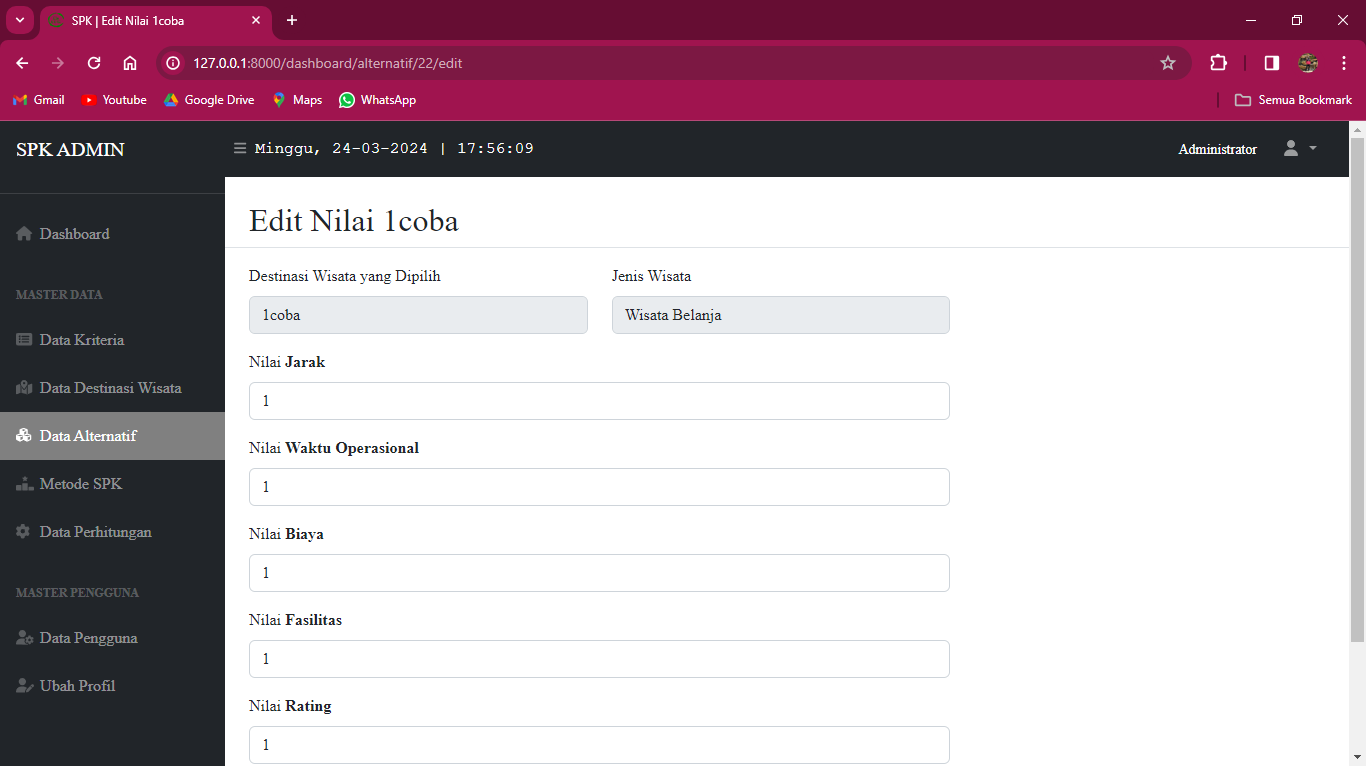 SPK | Edit Nilai 1coba
127.0.0.1:8000/dashboard/alternatif/22/edit
Gmail Youtube Google Drive Maps WhatsApp Semua Bookmark
SPK ADMIN
Minggu, 24-03-2024 | 17:56:09
Administrator
Dashboard
MASTER DATA
Data Kriteria
Data Destinasi Wisata
Data Alternatif
Metode SPK
Data Perhitungan
MASTER PENGGUNA
Data Pengguna
Ubah Profil
Edit Nilai 1coba
Destinasi Wisata yang Dipilih
1coba
Jenis Wisata
Wisata Belanja
Nilai Jarak
1
Nilai Waktu Operasional
1
Nilai Biaya
1
Nilai Fasilitas
1
Nilai Rating
1